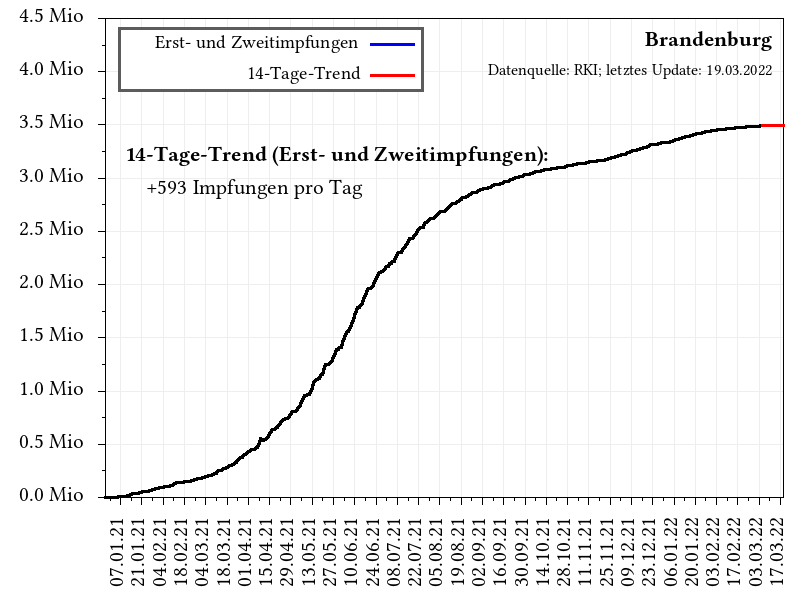 4.5 Mio
4.0 Mio
3.5 Mio
3.0 Mio
2.5 Mio
2.0 Mio
1.5 Mio
1.0 Mio
0.5 Mio
0.0 Mio
Erst- und Zweitimpfungen
14-Tage-Trend
Brandenburg
Datenquelle: RKI; letztes Update: 19.03.2022
14-Tage-Trend (Erst- und Zweitimpfungen):
+593 Impfungen pro Tag
07.01.21
21.01.21
04.02.21
18.02.21
04.03.21
18.03.21
01.04.21
15.04.21
29.04.21
13.05.21
27.05.21
10.06.21
24.06.21
08.07.21
22.07.21
05.08.21
19.08.21
02.09.21
16.09.21
30.09.21
14.10.21
28.10.21
11.11.21
25.11.21
09.12.21
23.12.21
06.01.22
20.01.22
03.02.22
17.02.22
03.03.22
17.03.22